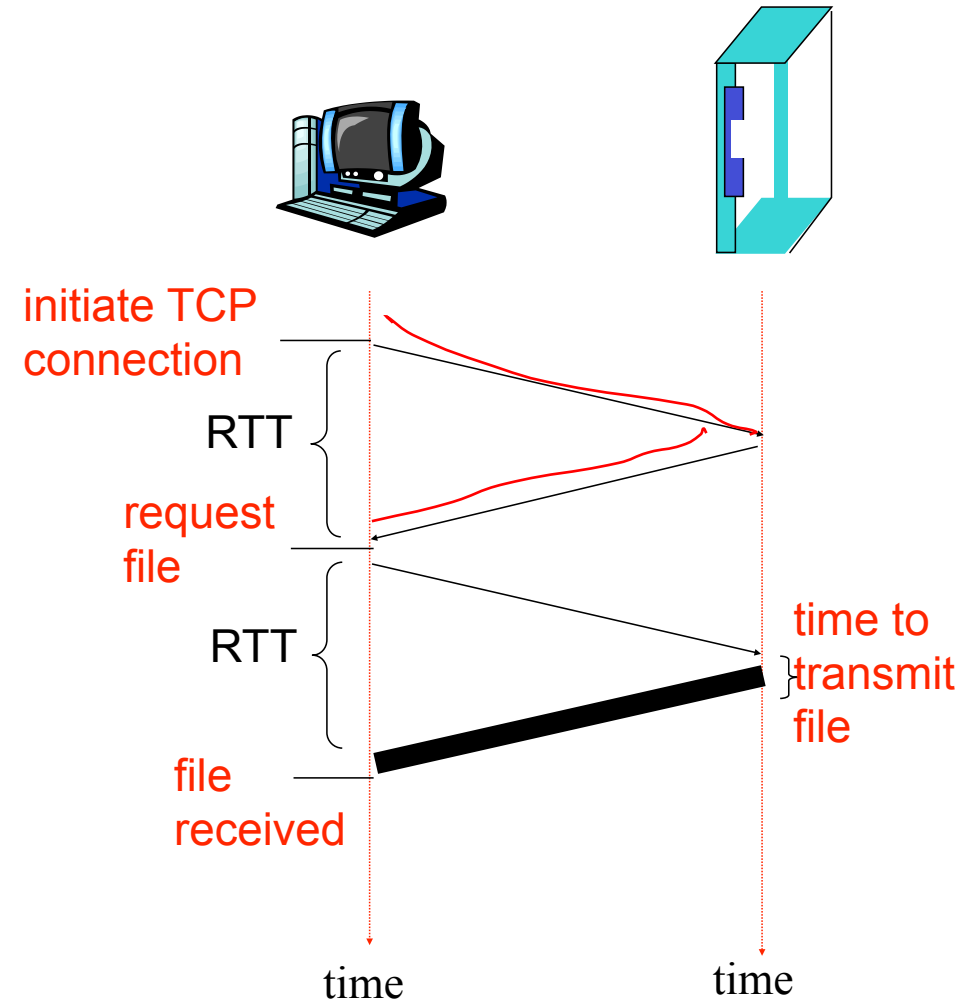 initiate TCP
connection
RTT
request
file
RTT
time to
transmit
file
file
received
time
time